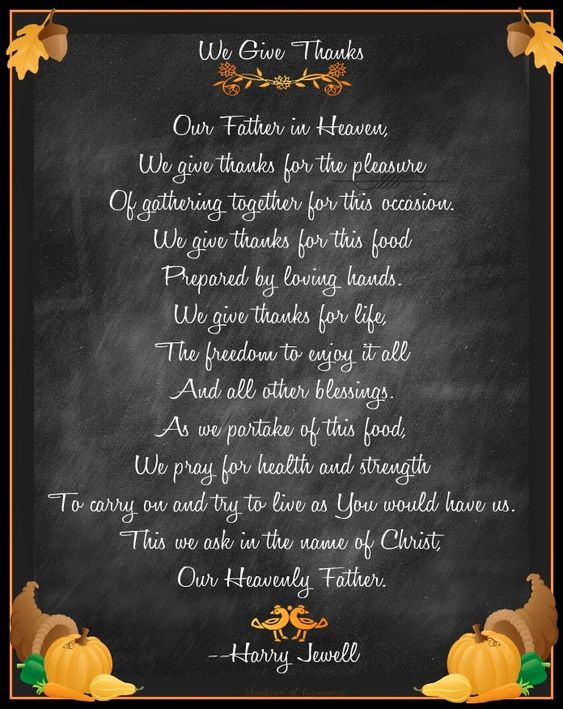 We Give Thanks
Our Father in Heaven,
We give thanks for the pleasure
Of gathering together for this occasion.
We give thanks for this food
Prepared by loving hands.
We give thanks for life,
The freedom to enjoy it all
And all other blessings.
As we partake of this food,
We pray for health and strength
To carry on and try to live as You would have us.
This we ask in the name of Christ,
Our Heavenly Father.
--Harry Jewell